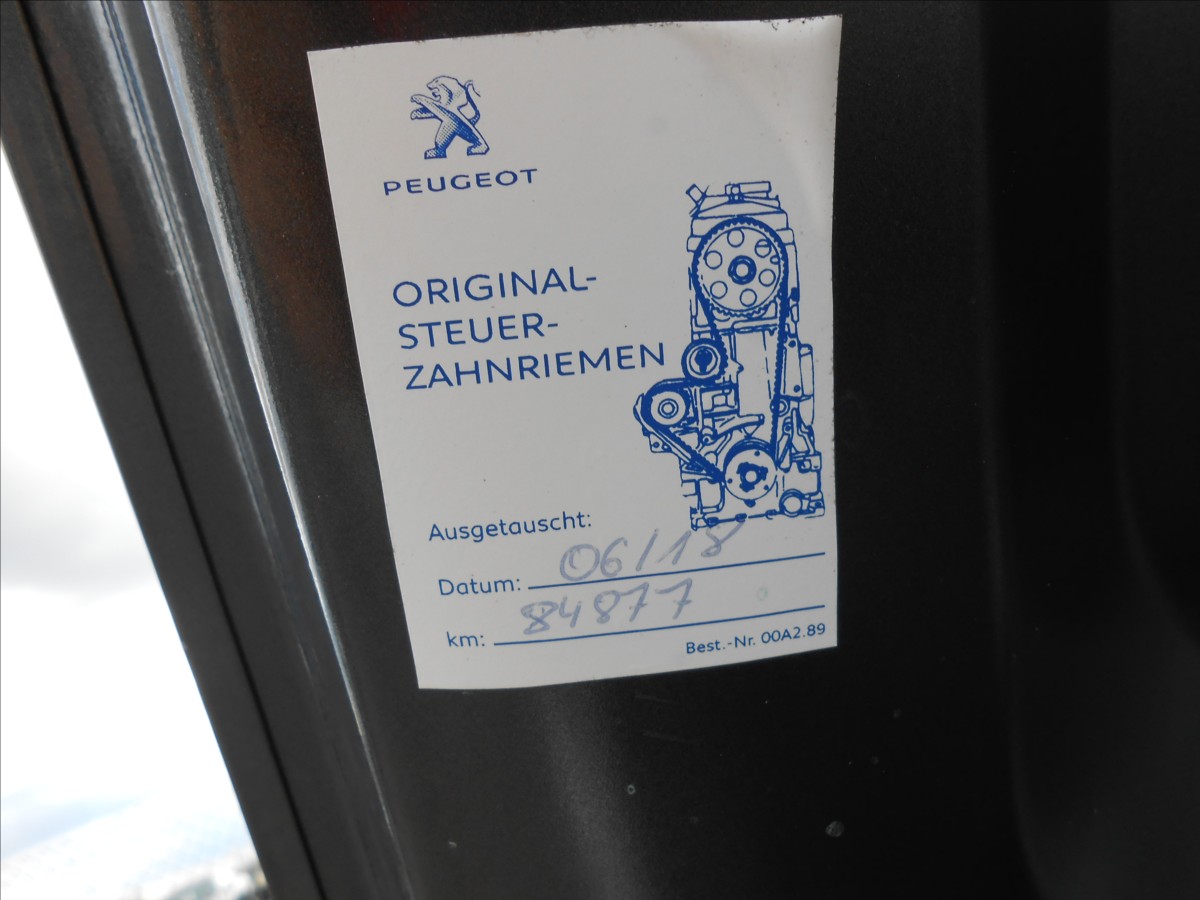 PEUGEOT
ORIGINAL-
STEUER-
ZAHNRIEMEN
Ausgetauscht:
Datum: 06/18
km: 84877
Best.-Nr. 00A2.89